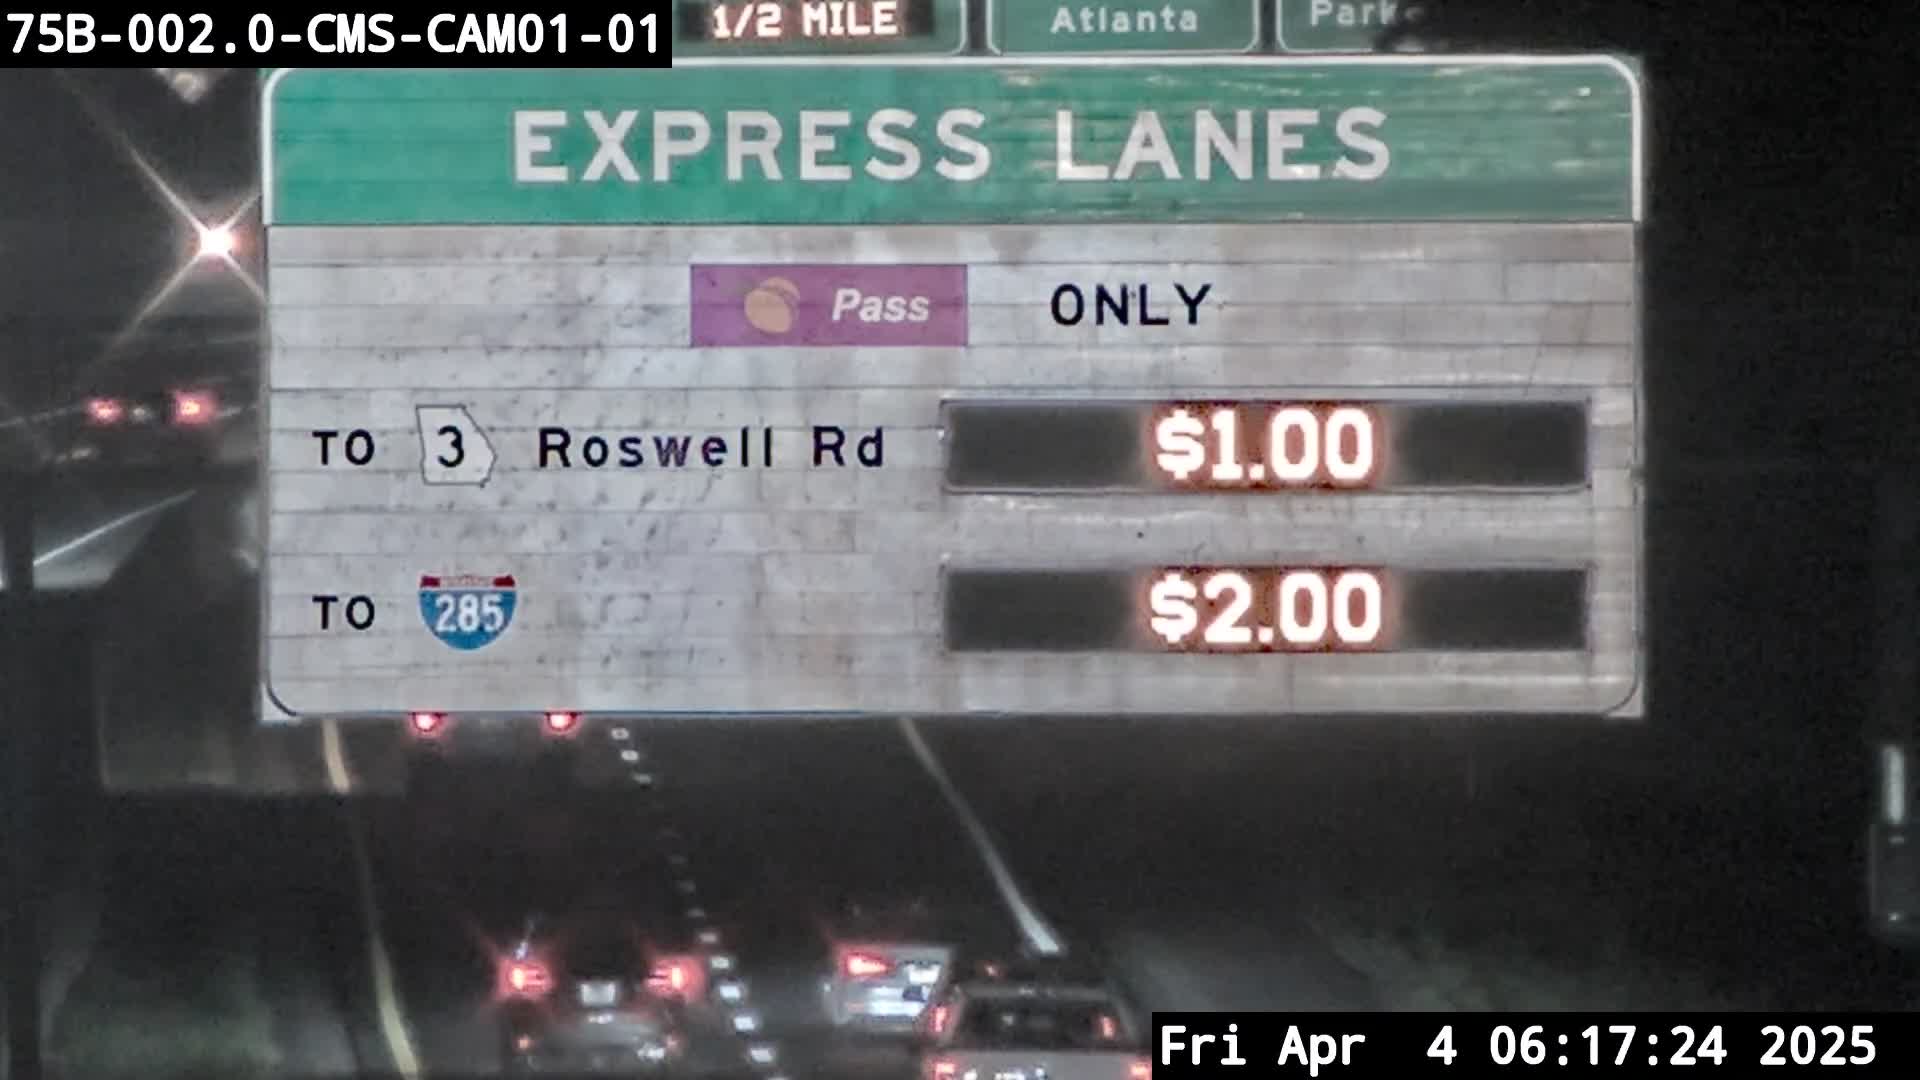 75B-002.0-CMS-CAM01-01
1/2 MILE
Atlanta
Park
EXPRESS LANES
Pass ONLY
TO 3 Roswell Rd $1.00
TO 285 $2.00
Fri Apr 4 06:17:24 2025